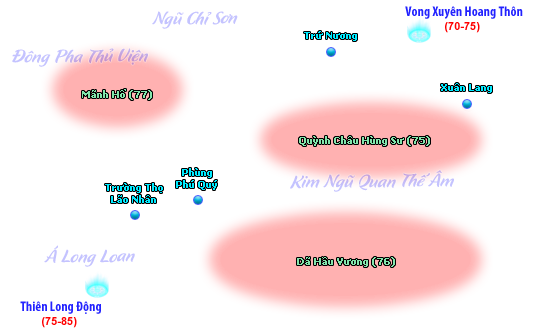 Ngũ Chỉ Sơn
Vong Xuyên Hoang Thôn
(70-75)
Trứ Nương
Đông Pha Thủ Viện
Xuân Lang
Mãnh Hổ (77)
Quỳnh Châu Hùng Sư (75)
Phùng
Phú Quý
Kim Ngũ Quan Thế Âm
Trường Thọ
Lão Nhân
Á Long Loan
Dã Hầu Vương (76)
Thiên Long Động
(75-85)